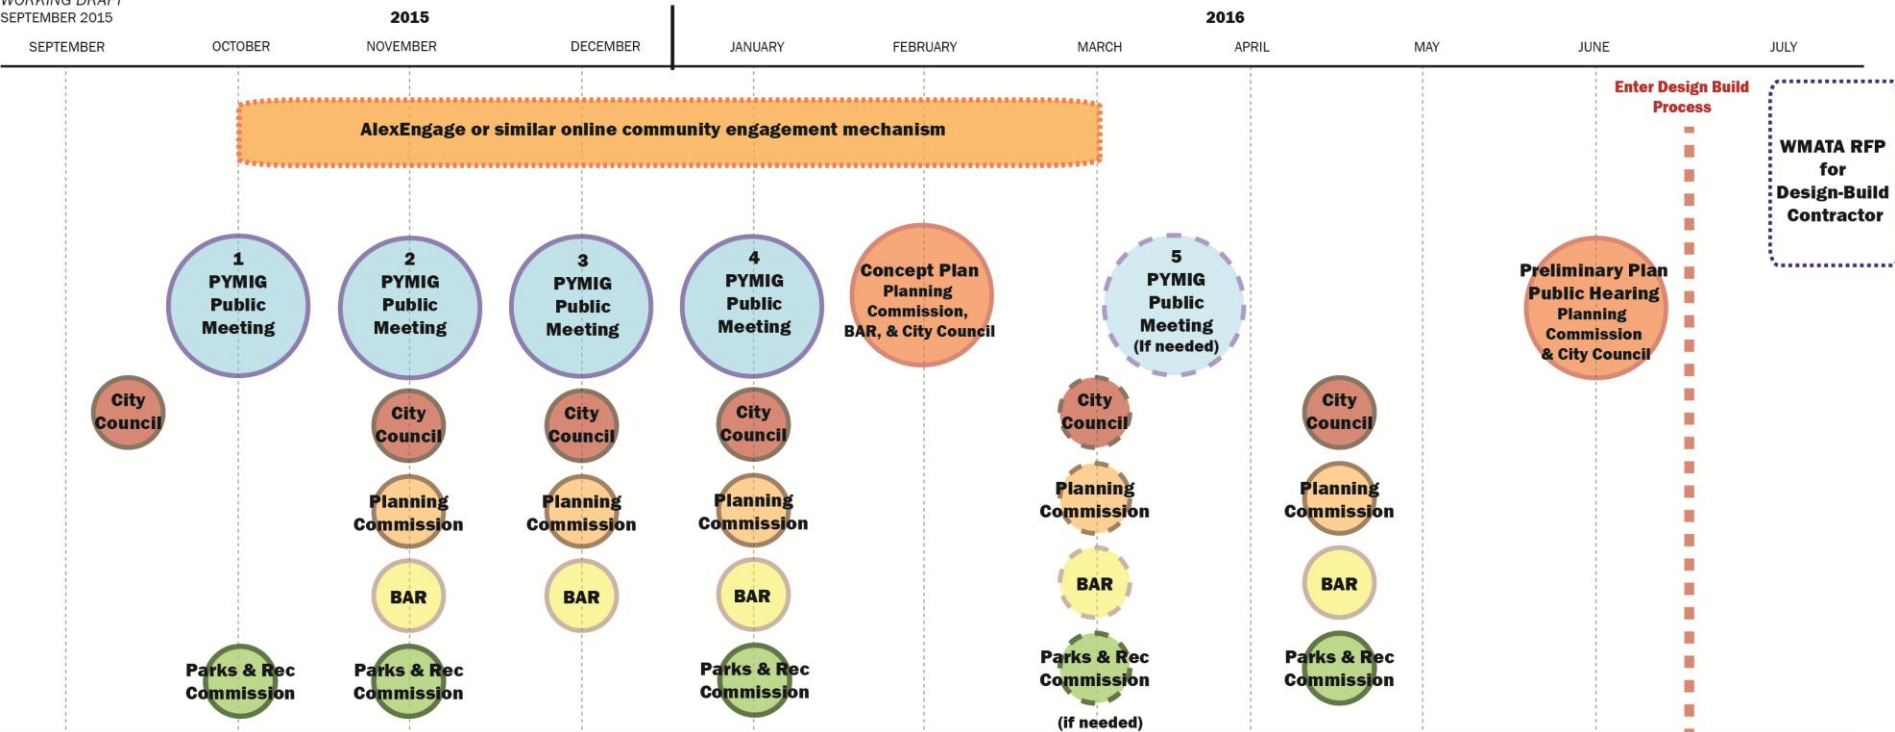 WORKING DRAFT
SEPTEMBER 2015
2015
2016
SEPTEMBER
OCTOBER
NOVEMBER
DECEMBER
JANUARY
FEBRUARY
MARCH
APRIL
MAY
JUNE
JULY
Enter Design Build
Process
AlexEngage or similar online community engagement mechanism
WMATA RFP
for
Design-Build
Contractor
1
PYMIG
Public
Meeting
2
PYMIG
Public
Meeting
3
PYMIG
Public
Meeting
4
PYMIG
Public
Meeting
Concept Plan
Planning
Commission,
BAR, & City Council
5
PYMIG
Public
Meeting
(If needed)
Preliminary Plan
Public Hearing
Planning
Commission
& City Council
City
Council
City
Council
City
Council
City
Council
City
Council
City
Council
Planning
Commission
Planning
Commission
Planning
Commission
Planning
Commission
Planning
Commission
BAR
BAR
BAR
BAR
BAR
Parks & Rec
Commission
Parks & Rec
Commission
Parks & Rec
Commission
Parks & Rec
Commission
Parks & Rec
Commission
(if needed)